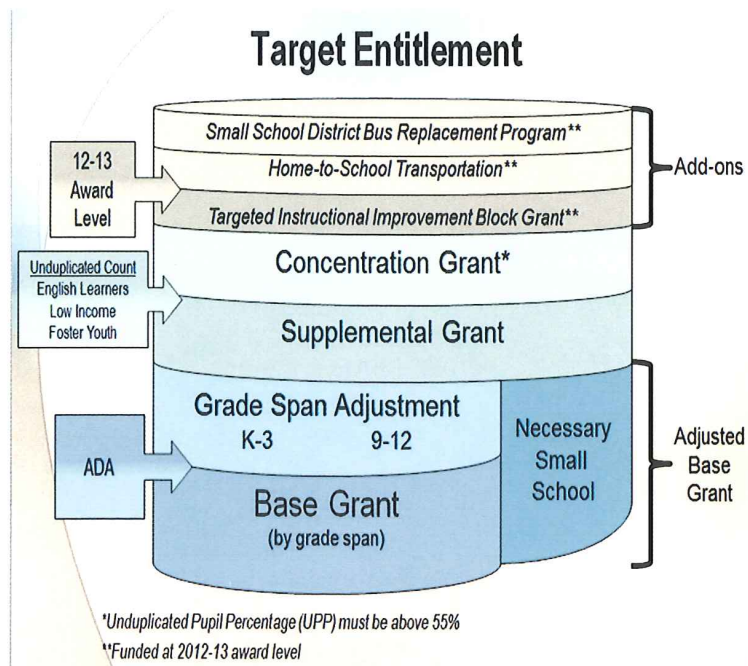 Target Entitlement
Small School District Bus Replacement Program**
12-13
Award
Level
Home-to-School Transportation**
Add-ons
Targeted Instructional Improvement Block Grant**
Unduplicated Count
English Learners
Low Income
Foster Youth
Concentration Grant*
Supplemental Grant
Grade Span Adjustment
K-3 9-12
Necessary
Small
School
Adjusted
Base
Grant
ADA
Base Grant
(by grade span)
*Unduplicated Pupil Percentage (UPP) must be above 55%
**Funded at 2012-13 award level